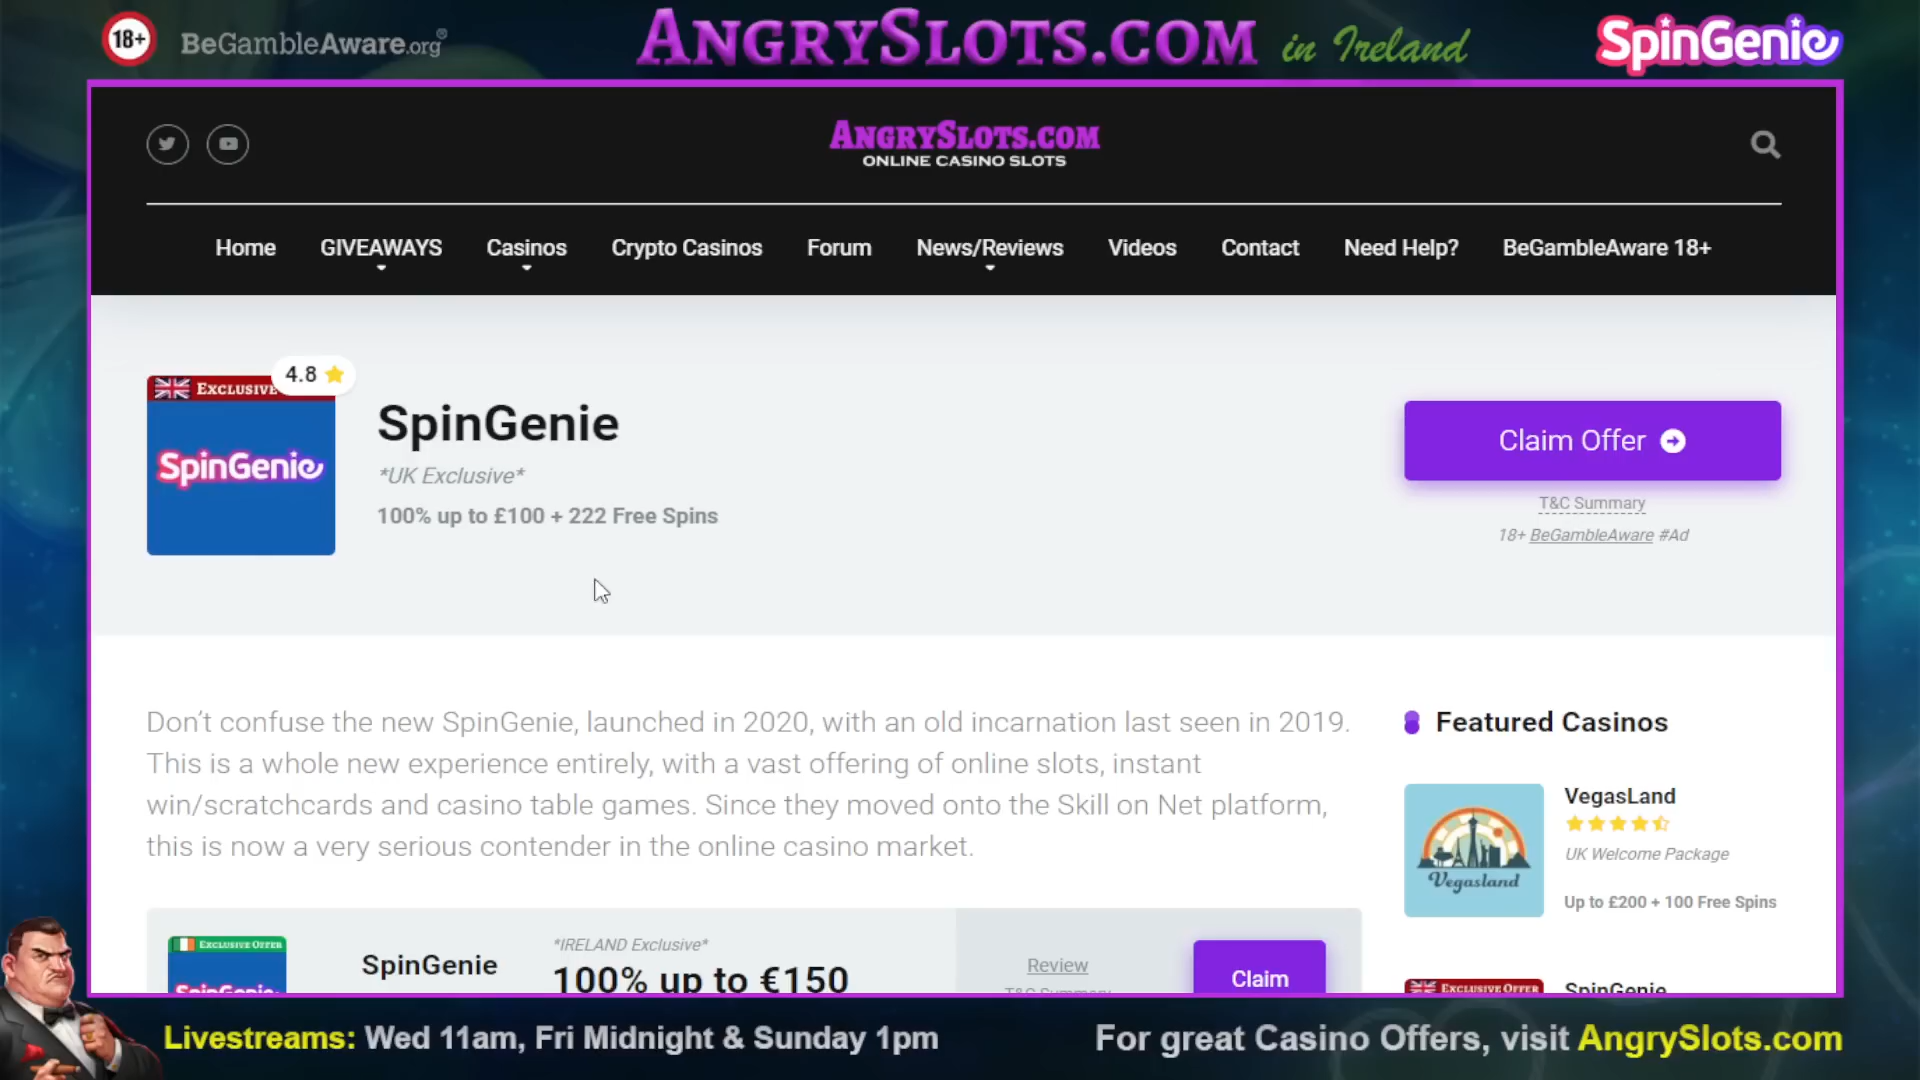 18+
BeGambleAware.org®
AngrySlots.com in Ireland
SpinGenie
AngrySlots.com
ONLINE CASINO SLOTS
Home GIVEAWAYS Casinos Crypto Casinos Forum News/Reviews Videos Contact Need Help? BeGambleAware 18+
Exclusive
4.8
SpinGenie
SpinGenie
*UK Exclusive*
100% up to £100 + 222 Free Spins
Claim Offer
T&C Summary
18+ BeGambleAware #Ad
Don’t confuse the new SpinGenie, launched in 2020, with an old incarnation last seen in 2019.
This is a whole new experience entirely, with a vast offering of online slots, instant
win/scratchcards and casino table games. Since they moved onto the Skill on Net platform,
this is now a very serious contender in the online casino market.
Exclusive Offer
SpinGenie
SpinGenie
*IRELAND Exclusive*
100% up to €150
Review
T&C Summary
Claim
Featured Casinos
Vegasland
VegasLand
UK Welcome Package
Up to £200 + 100 Free Spins
Exclusive Offer
SpinGenie
Livestreams: Wed 11am, Fri Midnight & Sunday 1pm
For great Casino Offers, visit AngrySlots.com